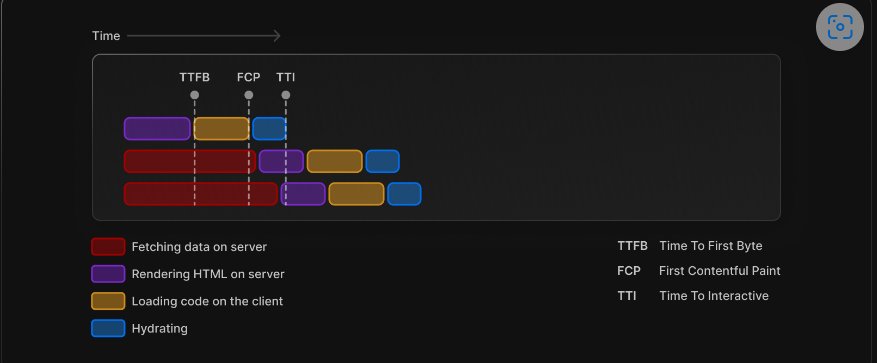 Time
TTFB FCP TTI
Fetching data on server
Rendering HTML on server
Loading code on the client
Hydrating
TTFB Time To First Byte
FCP First Contentful Paint
TTI Time To Interactive